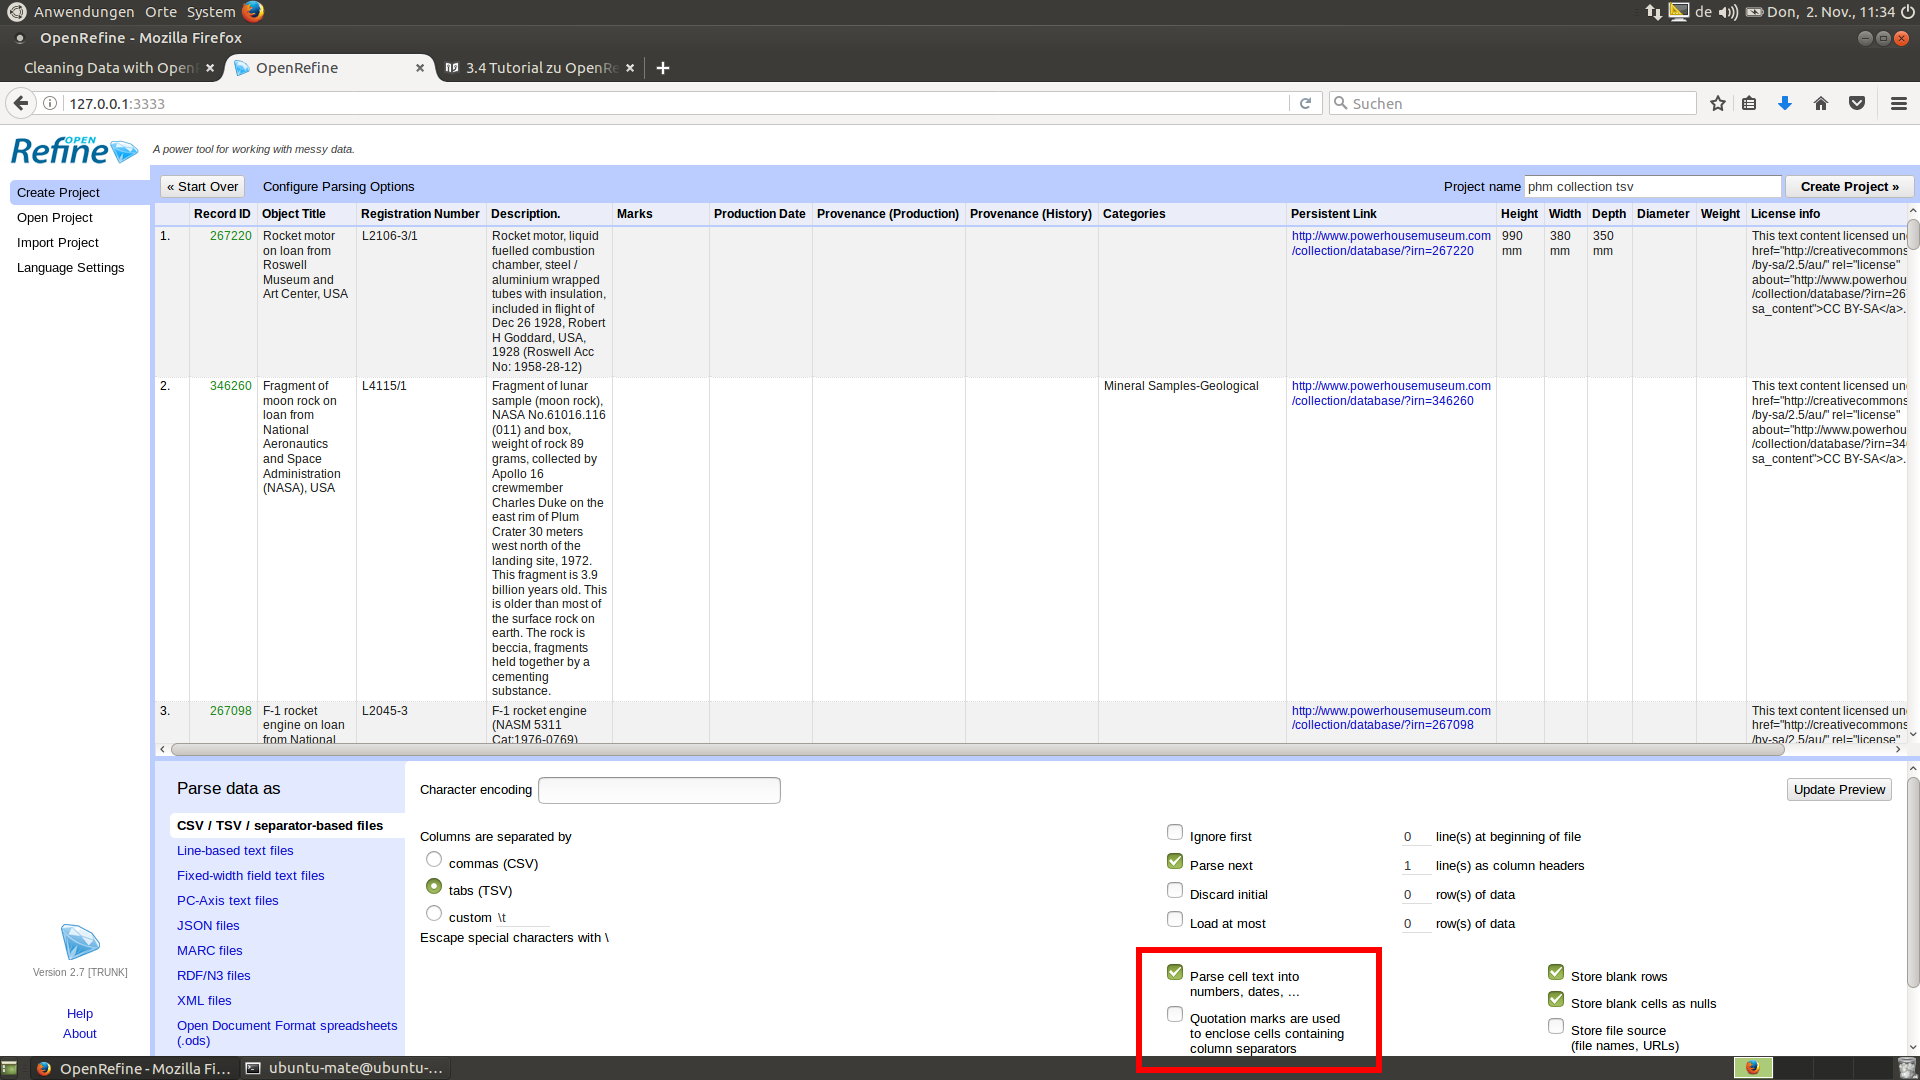 Anwendungen Orte System
de Don, 2. Nov., 11:34
OpenRefine - Mozilla Firefox
Cleaning Data with Open
OpenRefine
3.4 Tutorial zu OpenRe
127.0.0.1:3333
Suchen
OPEN
Refine
A power tool for working with messy data.
Create Project
Open Project
Import Project
Language Settings
« Start Over Configure Parsing Options Project name phm collection tsv Create Project »
Record ID Object Title Registration Number Description. Marks Production Date Provenance (Production) Provenance (History) Categories Persistent Link Height Width Depth Diameter Weight License info
1. 267220
Rocket motor
on loan from
Roswell
Museum and
Art Center, USA
L2106-3/1
Rocket motor, liquid
fuelled combustion
chamber, steel /
aluminium wrapped
tubes with insulation,
included in flight of
Dec 26 1928, Robert
H Goddard, USA,
1928 (Roswell Acc
No: 1958-28-12)
http://www.powerhousemuseum.com
/collection/database/?irn=267220
990
mm
380
mm
350
mm
This text content licensed un
href="http://creativecommons
/by-sa/2.5/au/" rel="license"
about="http://www.powerhou
/collection/database/?irn=267
sa_content">CC BY-SA</a>.
2. 346260
Fragment of
moon rock on
loan from
National
Aeronautics
and Space
Administration
(NASA), USA
L4115/1
Fragment of lunar
sample (moon rock),
NASA No.61016.116
(011) and box,
weight of rock 89
grams, collected by
Apollo 16
crewmember
Charles Duke on the
east rim of Plum
Crater 30 meters
west north of the
landing site, 1972.
This fragment is 3.9
billion years old. This
is older than most of
the surface rock on
earth. The rock is
beccia, fragments
held together by a
cementing
substance.
Mineral Samples-Geological
http://www.powerhousemuseum.com
/collection/database/?irn=346260
This text content licensed un
href="http://creativecommons
/by-sa/2.5/au/" rel="license"
about="http://www.powerhou
/collection/database/?irn=346
sa_content">CC BY-SA</a>.
3. 267098
F-1 rocket
engine on loan
from National
L2045-3
F-1 rocket engine
(NASM 5311
Cat:1976-0769)
http://www.powerhousemuseum.com
/collection/database/?irn=267098
This text content licensed un
href="http://creativecommons
/by-sa/2.5/au/" rel="license"
Parse data as
CSV / TSV / separator-based files
Line-based text files
Fixed-width field text files
PC-Axis text files
JSON files
MARC files
RDF/N3 files
XML files
Open Document Format spreadsheets
(.ods)
Version 2.7 [TRUNK]
Help
About
Character encoding
Update Preview
Columns are separated by
commas (CSV)
tabs (TSV)
custom \t
Escape special characters with \
Ignore first 0 line(s) at beginning of file
Parse next 1 line(s) as column headers
Discard initial 0 row(s) of data
Load at most 0 row(s) of data
Parse cell text into
numbers, dates, ...
Quotation marks are used
to enclose cells containing
column separators
Store blank rows
Store blank cells as nulls
Store file source
(file names, URLs)
OpenRefine - Mozilla Fi...
ubuntu-mate@ubuntu-...